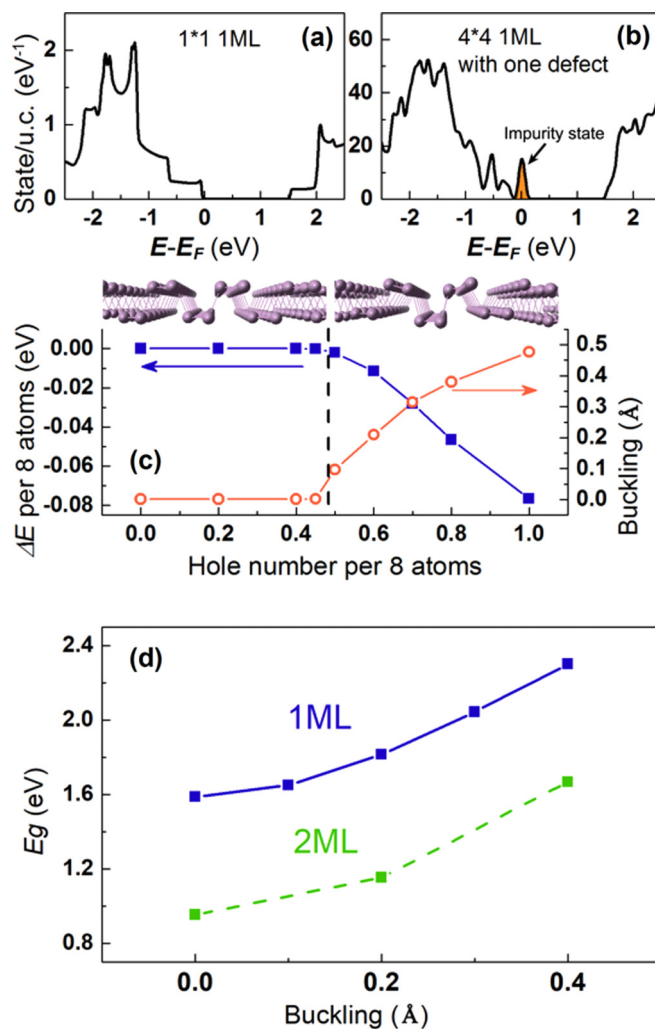 1*1 1ML
(a)
State/u.c. (eV⁻¹)
2
1
0
-2 -1 0 1 2
E-E_F (eV)
4*4 1ML
(b)
with one defect
Impurity state
60
40
20
0
-2 -1 0 1 2
E-E_F (eV)
ΔE per 8 atoms (eV)
0.00
-0.02
-0.04
-0.06
-0.08
(c)
0.5
0.4
0.3
0.2
0.1
0.0
Buckling (Å)
0.0 0.2 0.4 0.6 0.8 1.0
Hole number per 8 atoms
(d)
Eg (eV)
2.4
2.0
1.6
1.2
0.8
1ML
2ML
0.0 0.2 0.4
Buckling (Å)